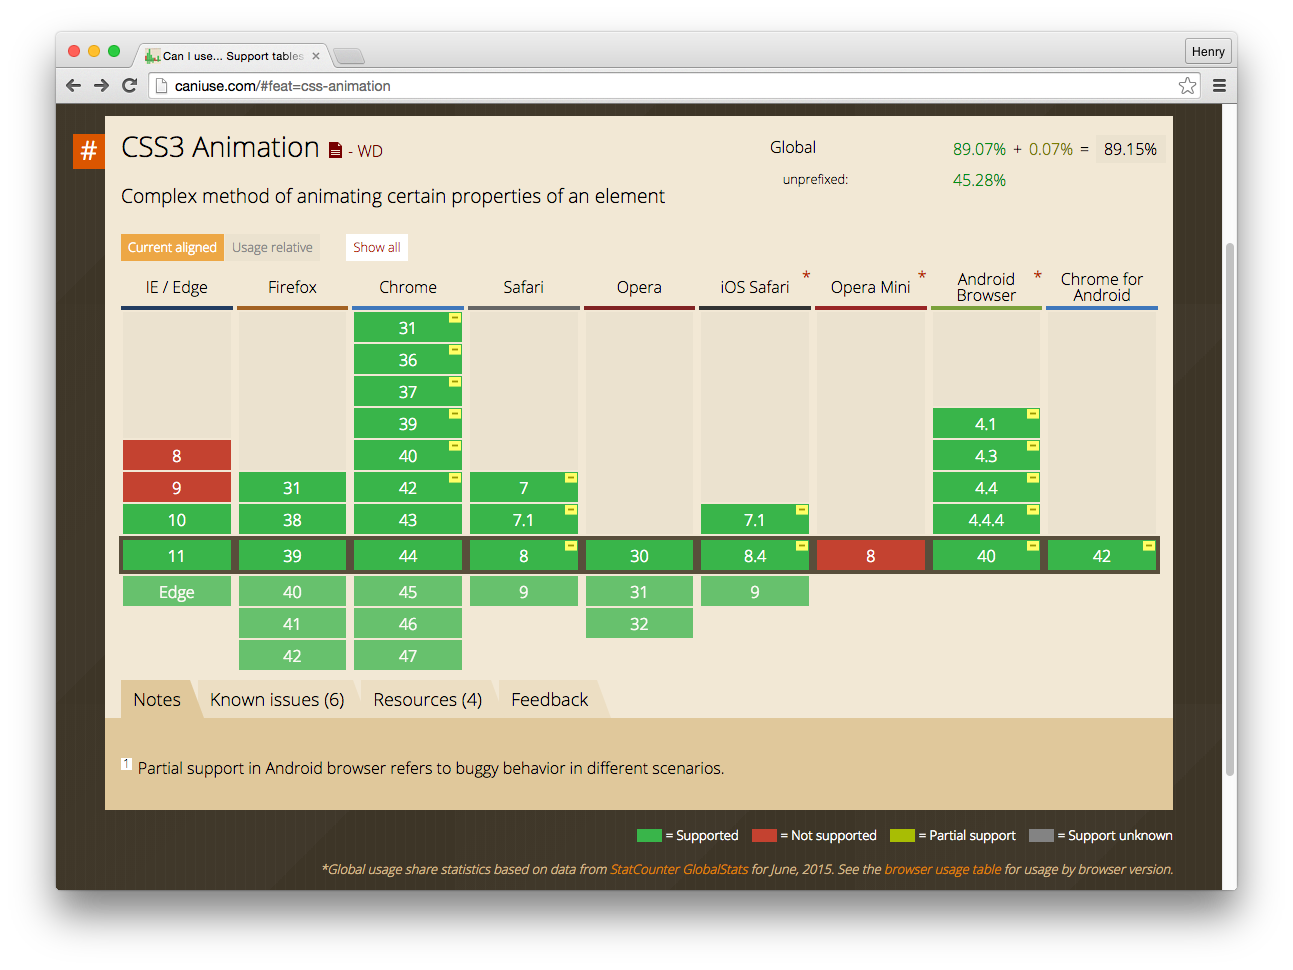 Can I use... Support tables
Henry
caniuse.com/#feat=css-animation
# CSS3 Animation - WD
Global 89.07% + 0.07% = 89.15%
unprefixed: 45.28%
Complex method of animating certain properties of an element
Current aligned Usage relative Show all
IE / Edge Firefox Chrome Safari Opera iOS Safari * Opera Mini * Android Browser * Chrome for Android
31
36
37
39 4.1
8 40 4.3
9 31 42 7 4.4
10 38 43 7.1 7.1 4.4.4
11 39 44 8 30 8.4 8 40 42
Edge 40 45 9 31 9
41 46 32
42 47
Notes Known issues (6) Resources (4) Feedback
1 Partial support in Android browser refers to buggy behavior in different scenarios.
= Supported = Not supported = Partial support = Support unknown
*Global usage share statistics based on data from StatCounter GlobalStats for June, 2015. See the browser usage table for usage by browser version.